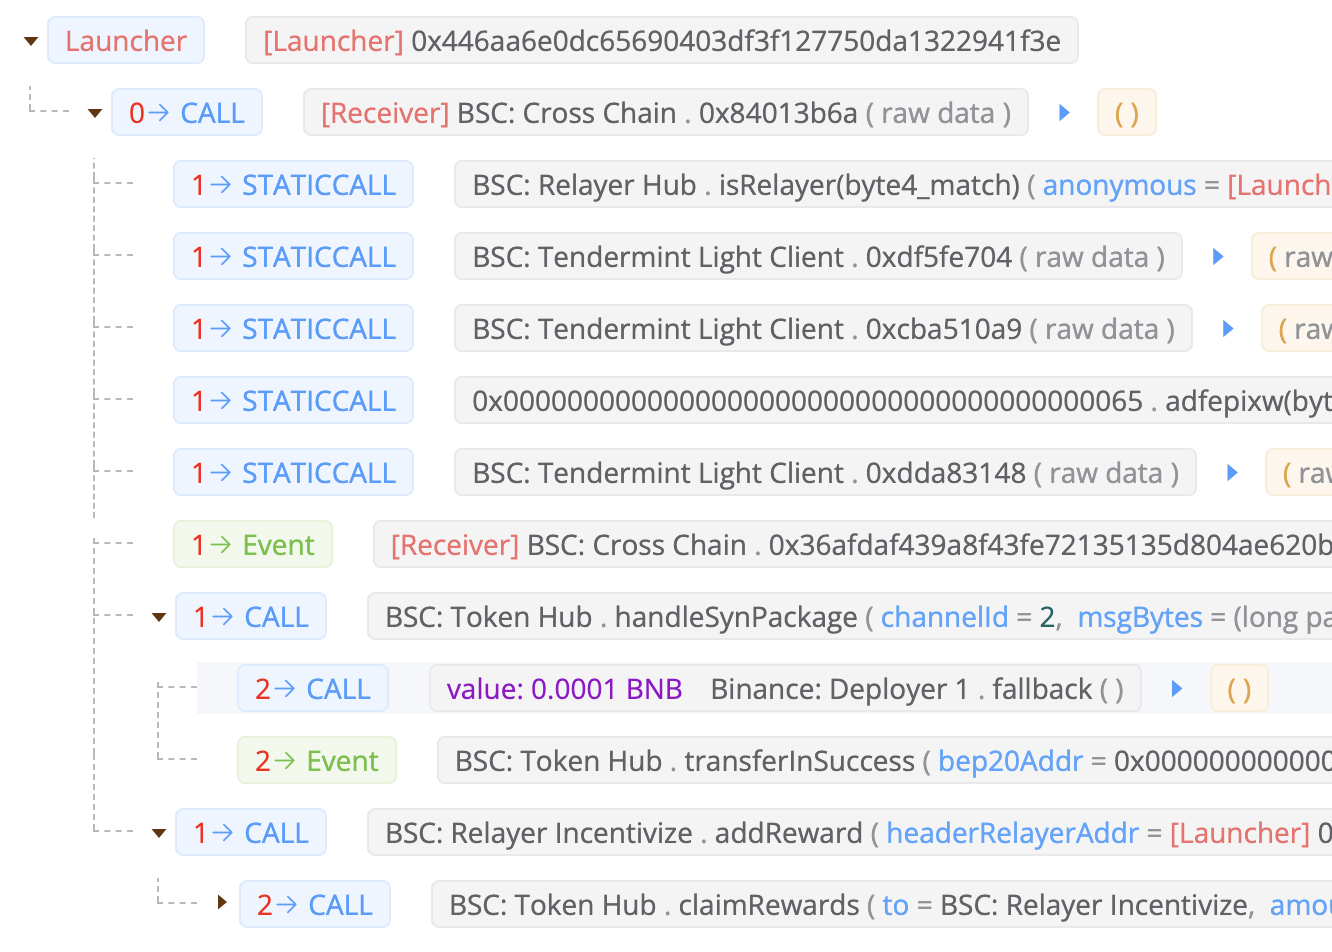 Launcher [Launcher] 0x446aa6e0dc65690403df3f127750da1322941f3e
0→ CALL [Receiver] BSC: Cross Chain . 0x84013b6a ( raw data ) ( )
1→ STATICCALL BSC: Relayer Hub . isRelayer(byte4_match) ( anonymous = [Launch
1→ STATICCALL BSC: Tendermint Light Client . 0xdf5fe704 ( raw data ) ( raw
1→ STATICCALL BSC: Tendermint Light Client . 0xcba510a9 ( raw data ) ( raw
1→ STATICCALL 0x0000000000000000000000000000000000000065 . adfepixw(byt
1→ STATICCALL BSC: Tendermint Light Client . 0xdda83148 ( raw data ) ( raw
1→ Event [Receiver] BSC: Cross Chain . 0x36afdaf439a8f43fe72135135d804ae620b
1→ CALL BSC: Token Hub . handleSynPackage ( channelId = 2, msgBytes = (long pa
2→ CALL value: 0.0001 BNB Binance: Deployer 1 . fallback ( ) ( )
2→ Event BSC: Token Hub . transferInSuccess ( bep20Addr = 0x000000000000
1→ CALL BSC: Relayer Incentivize . addReward ( headerRelayerAddr = [Launcher] 0
2→ CALL BSC: Token Hub . claimRewards ( to = BSC: Relayer Incentivize, amou